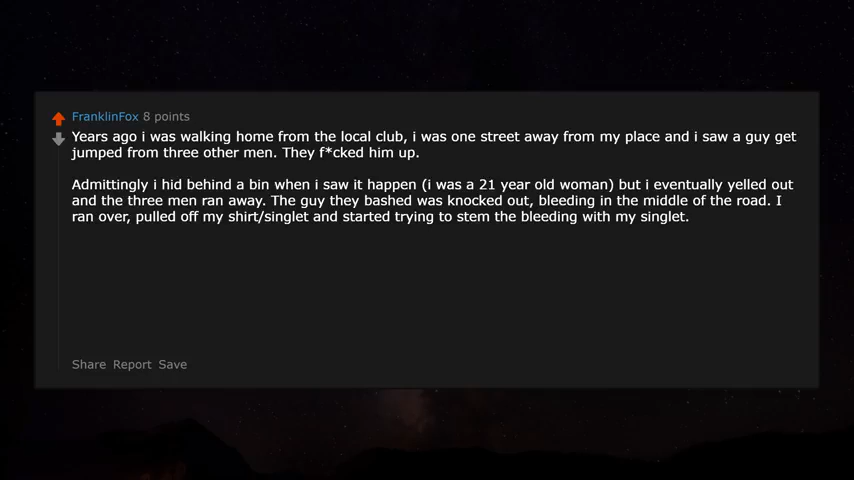 FranklinFox 8 points
Years ago i was walking home from the local club, i was one street away from my place and i saw a guy get
jumped from three other men. They f*cked him up.
Admittingly i hid behind a bin when i saw it happen (i was a 21 year old woman) but i eventually yelled out
and the three men ran away. The guy they bashed was knocked out, bleeding in the middle of the road. I
ran over, pulled off my shirt/singlet and started trying to stem the bleeding with my singlet.
Share Report Save